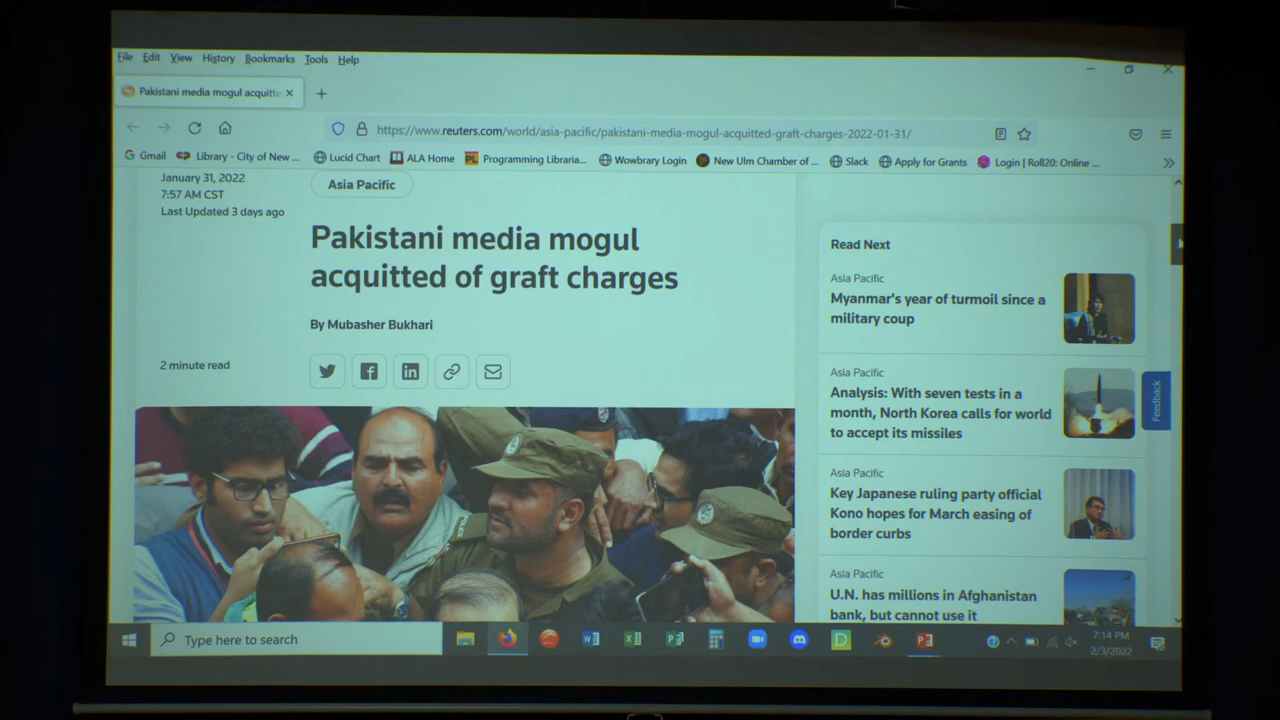 File Edit View History Bookmarks Tools Help
Pakistani media mogul acquitte
https://www.reuters.com/world/asia-pacific/pakistani-media-mogul-acquitted-graft-charges-2022-01-31/
Gmail Library - City of New ... Lucid Chart ALA Home Programming Libraria... Wowbrary Login New Ulm Chamber of ... Slack Apply for Grants Login | Roll20: Online ...
January 31, 2022
7:57 AM CST
Last Updated 3 days ago
Asia Pacific
Pakistani media mogul
acquitted of graft charges
By Mubasher Bukhari
2 minute read
Read Next
Asia Pacific
Myanmar's year of turmoil since a
military coup
Asia Pacific
Analysis: With seven tests in a
month, North Korea calls for world
to accept its missiles
Asia Pacific
Key Japanese ruling party official
Kono hopes for March easing of
border curbs
Asia Pacific
U.N. has millions in Afghanistan
bank, but cannot use it
Feedback
Type here to search
7:14 PM
2/3/2022